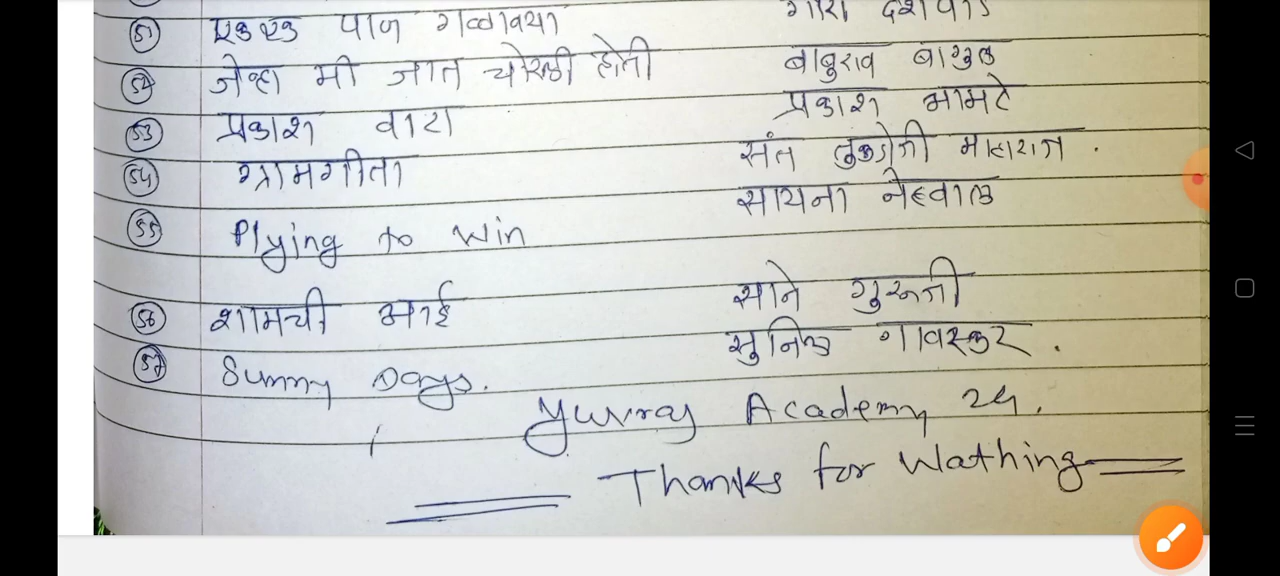 51 एक एक पान गळावया गौरी देशपांडे
52 जेव्हा मी जात चोरली होती बाबुराव बागुल
53 प्रकाश वाटा प्रकाश आमटे
54 ग्रामगीता संत तुकडोजी महाराज .
55 Plying to Win सायना नेहवाल
56 शामची आई साने गुरुजी
57 Sunny Days. सुनिल गावस्कर .
Yuvraj Academy 24.
Thanks for Wathing